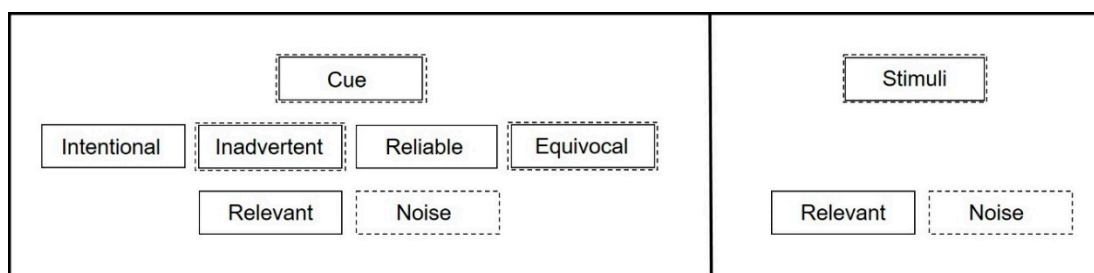 Cue
Stimuli
Intentional Inadvertent Reliable Equivocal
Relevant Noise
Relevant Noise